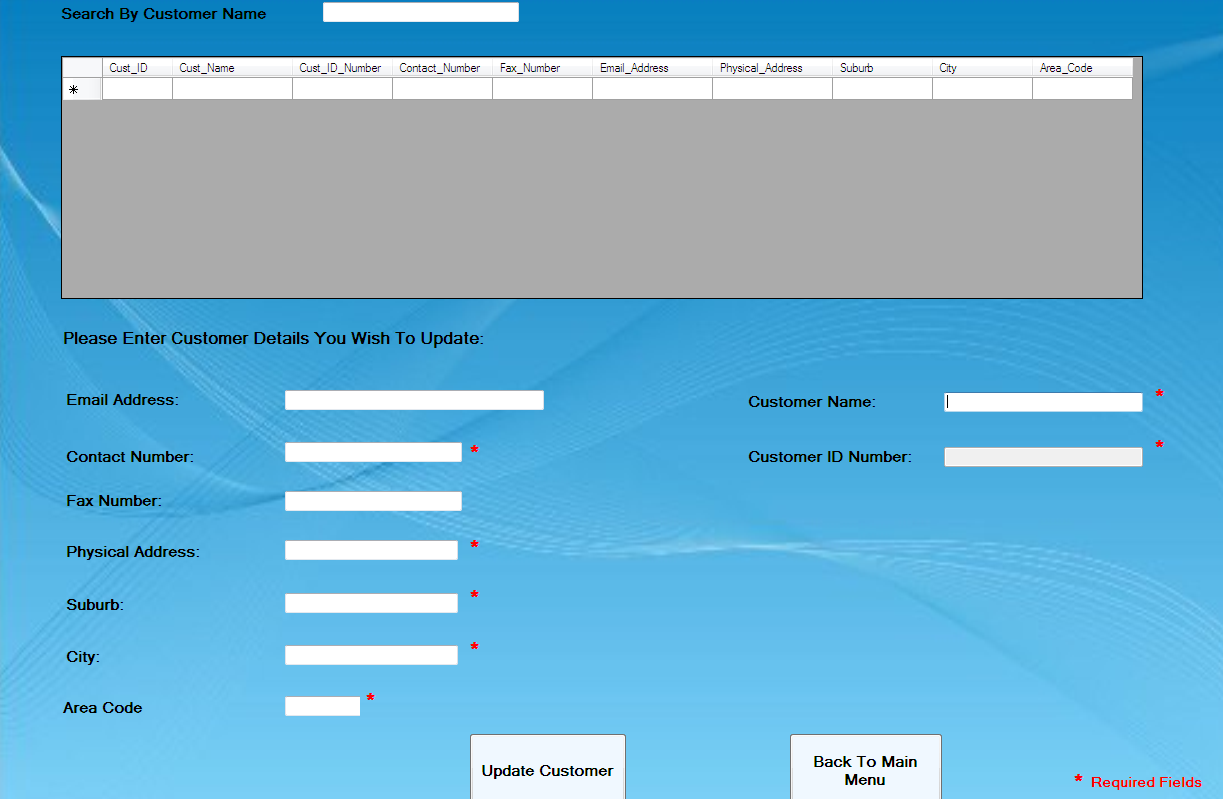 Search By Customer Name
Cust_ID Cust_Name Cust_ID_Number Contact_Number Fax_Number Email_Address Physical_Address Suburb City Area_Code
*
Please Enter Customer Details You Wish To Update:
Email Address:
Customer Name: *
Contact Number: *
Customer ID Number: *
Fax Number:
Physical Address: *
Suburb: *
City: *
Area Code *
Update Customer
Back To Main
Menu
* Required Fields